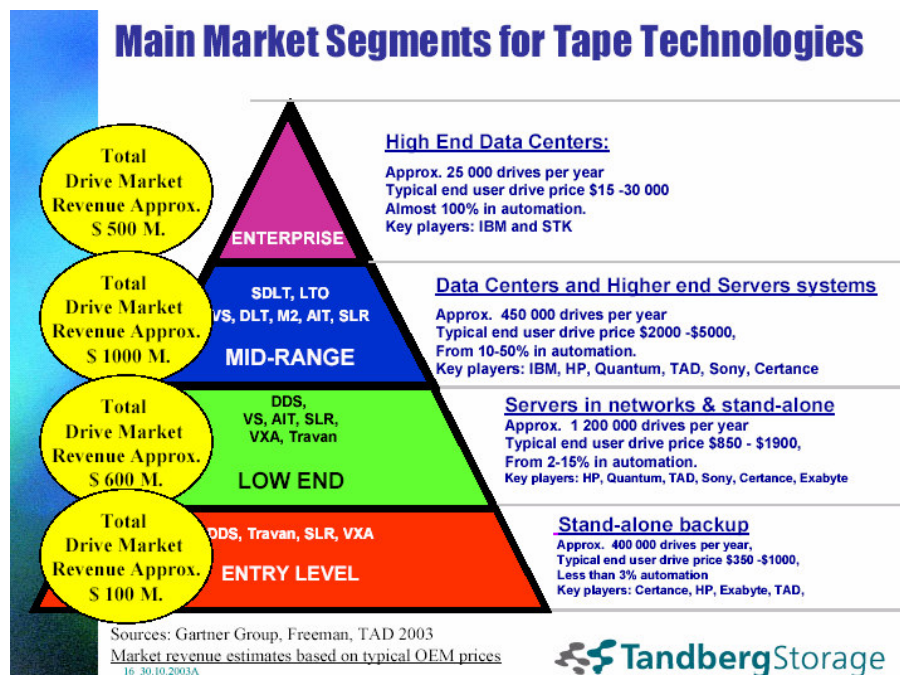 Main Market Segments for Tape Technologies
Total
Drive Market
Revenue Approx.
$ 500 M.
ENTERPRISE
High End Data Centers:
Approx. 25 000 drives per year
Typical end user drive price $15 -30 000
Almost 100% in automation.
Key players: IBM and STK
Total
Drive Market
Revenue Approx.
$ 1000 M.
SDLT, LTO
VS, DLT, M2, AIT, SLR
MID-RANGE
Data Centers and Higher end Servers systems
Approx.  450 000 drives per year
Typical end user drive price $2000 -$5000,
From 10-50% in automation.
Key players: IBM, HP, Quantum, TAD, Sony, Certance
Total
Drive Market
Revenue Approx.
$ 600 M.
DDS,
VS, AIT, SLR,
VXA, Travan
LOW END
Servers in networks & stand-alone
Approx.  1 200 000 drives per year
Typical end user drive price $850 - $1900,
From 2-15% in automation.
Key players: HP, Quantum, TAD, Sony, Certance, Exabyte
Total
Drive Market
Revenue Approx.
$ 100 M.
DDS, Travan, SLR, VXA
ENTRY LEVEL
Stand-alone backup
Approx.  400 000 drives per year,
Typical end user drive price $350 -$1000,
Less than 3% automation
Key players: Certance, HP, Exabyte, TAD,
Sources: Gartner Group, Freeman, TAD 2003
Market revenue estimates based on typical OEM prices
16 30.10.2003A
TandbergStorage